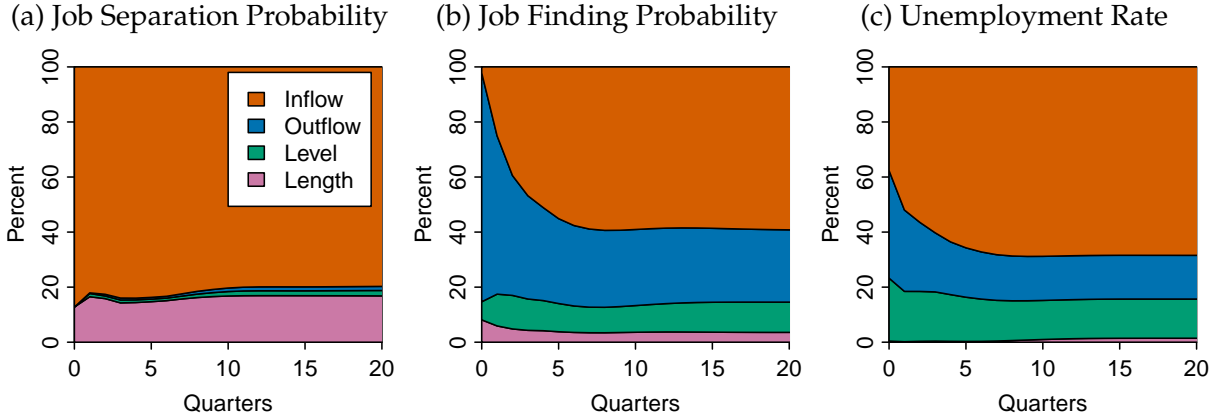 (a) Job Separation Probability
(b) Job Finding Probability
(c) Unemployment Rate
Percent
0 20 40 60 80 100
Inflow
Outflow
Level
Length
0 5 10 15 20
Quarters
Percent
0 20 40 60 80 100
0 5 10 15 20
Quarters
Percent
0 20 40 60 80 100
0 5 10 15 20
Quarters